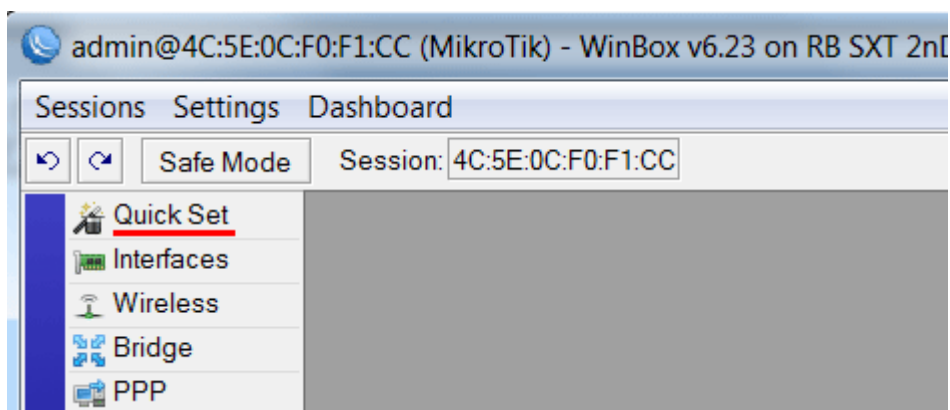 admin@4C:5E:0C:F0:F1:CC (MikroTik) - WinBox v6.23 on RB SXT 2nD
Sessions Settings Dashboard
Safe Mode Session: 4C:5E:0C:F0:F1:CC
Quick Set
Interfaces
Wireless
Bridge
PPP